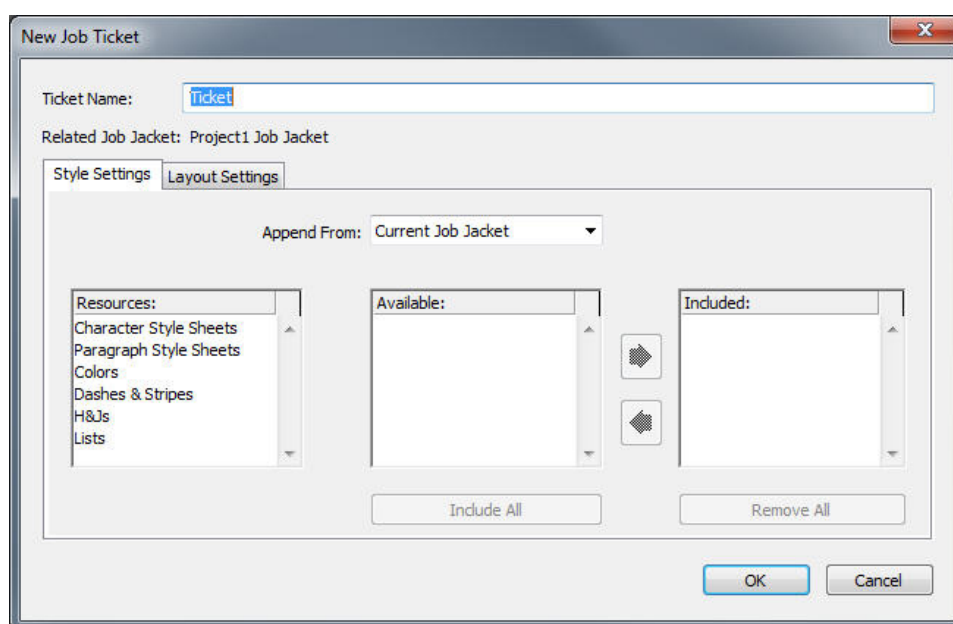 New Job Ticket
Ticket Name: Ticket
Related Job Jacket: Project1 Job Jacket
Style Settings Layout Settings
Append From: Current Job Jacket
Resources: Available: Included:
Character Style Sheets
Paragraph Style Sheets
Colors
Dashes & Stripes
H&Js
Lists
Include All Remove All
OK Cancel